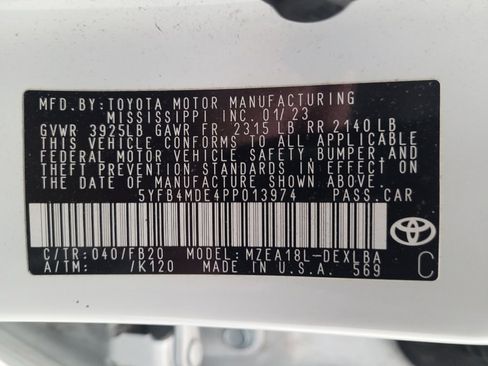 MFD.BY:TOYOTA MOTOR MANUFACTURING
MISSISSIPPI INC. 01/23
GVWR 3925LB GAWR FR 2315 LB RR 2140 LB
THIS VEHICLE CONFORMS TO ALL APPLICABLE
FEDERAL MOTOR VEHICLE SAFETY, BUMPER, AND
THEFT PREVENTION STANDARDS IN EFFECT ON
THE DATE OF MANUFACTURE SHOWN ABOVE.
5YFB4MDE4PP013974 PASS.CAR
C/TR:040/FB20 MODEL:MZEA18L-DEXLBA
A/TM: /K120 MADE IN U.S.A. 569
C